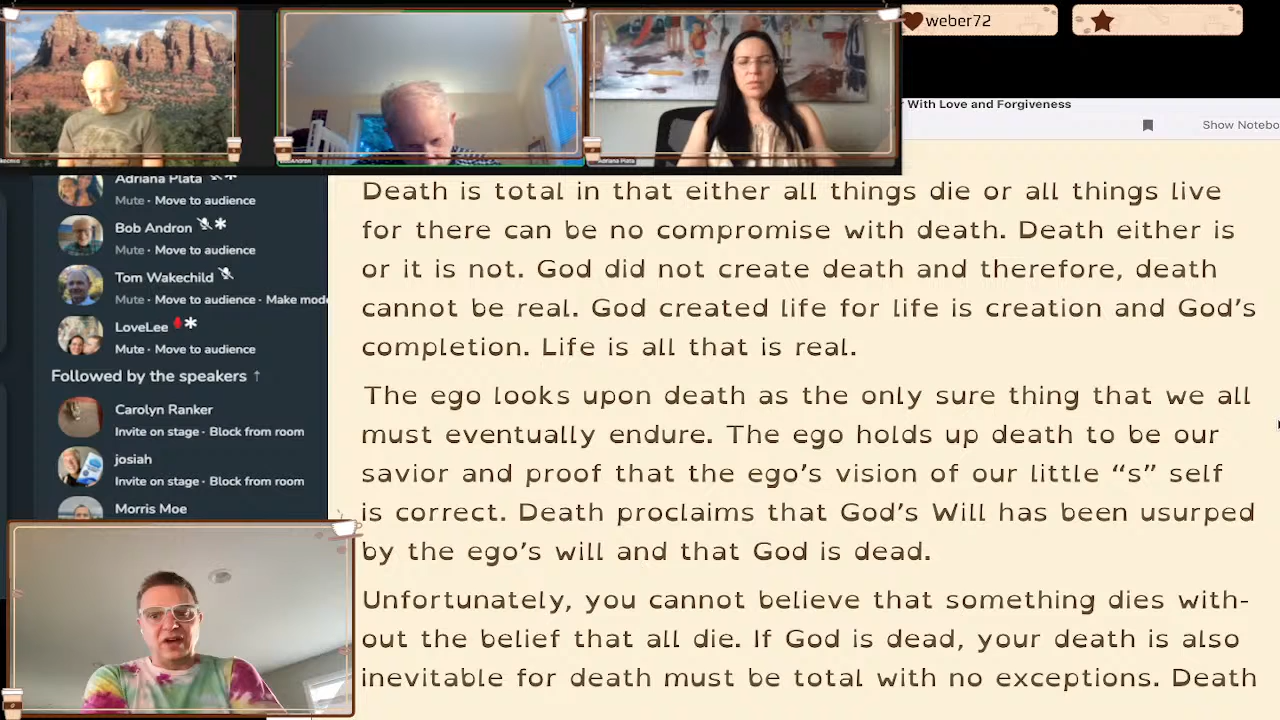 weber72
With Love and Forgiveness
Show Notebo
Adriana Plata
Adriana Plata
Mute · Move to audience
Bob Andron
Mute · Move to audience
Tom Wakechild
Mute · Move to audience · Make mode
LoveLee
Mute · Move to audience
Followed by the speakers ↑
Carolyn Ranker
Invite on stage · Block from room
josiah
Invite on stage · Block from room
Morris Moe
Death is total in that either all things die or all things live
for there can be no compromise with death. Death either is
or it is not. God did not create death and therefore, death
cannot be real. God created life for life is creation and God's
completion. Life is all that is real.
The ego looks upon death as the only sure thing that we all
must eventually endure. The ego holds up death to be our
savior and proof that the ego's vision of our little “s” self
is correct. Death proclaims that God's Will has been usurped
by the ego's will and that God is dead.
Unfortunately, you cannot believe that something dies with-
out the belief that all die. If God is dead, your death is also
inevitable for death must be total with no exceptions. Death